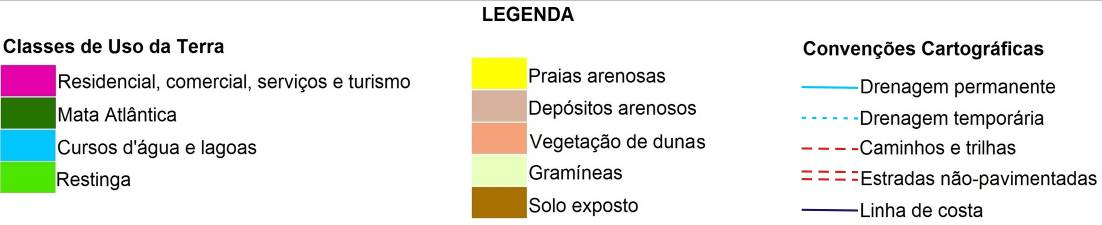 LEGENDA
Classes de Uso da Terra
Residencial, comercial, serviços e turismo
Mata Atlântica
Cursos d'água e lagoas
Restinga
Praias arenosas
Depósitos arenosos
Vegetação de dunas
Gramíneas
Solo exposto
Convenções Cartográficas
Drenagem permanente
Drenagem temporária
Caminhos e trilhas
Estradas não-pavimentadas
Linha de costa